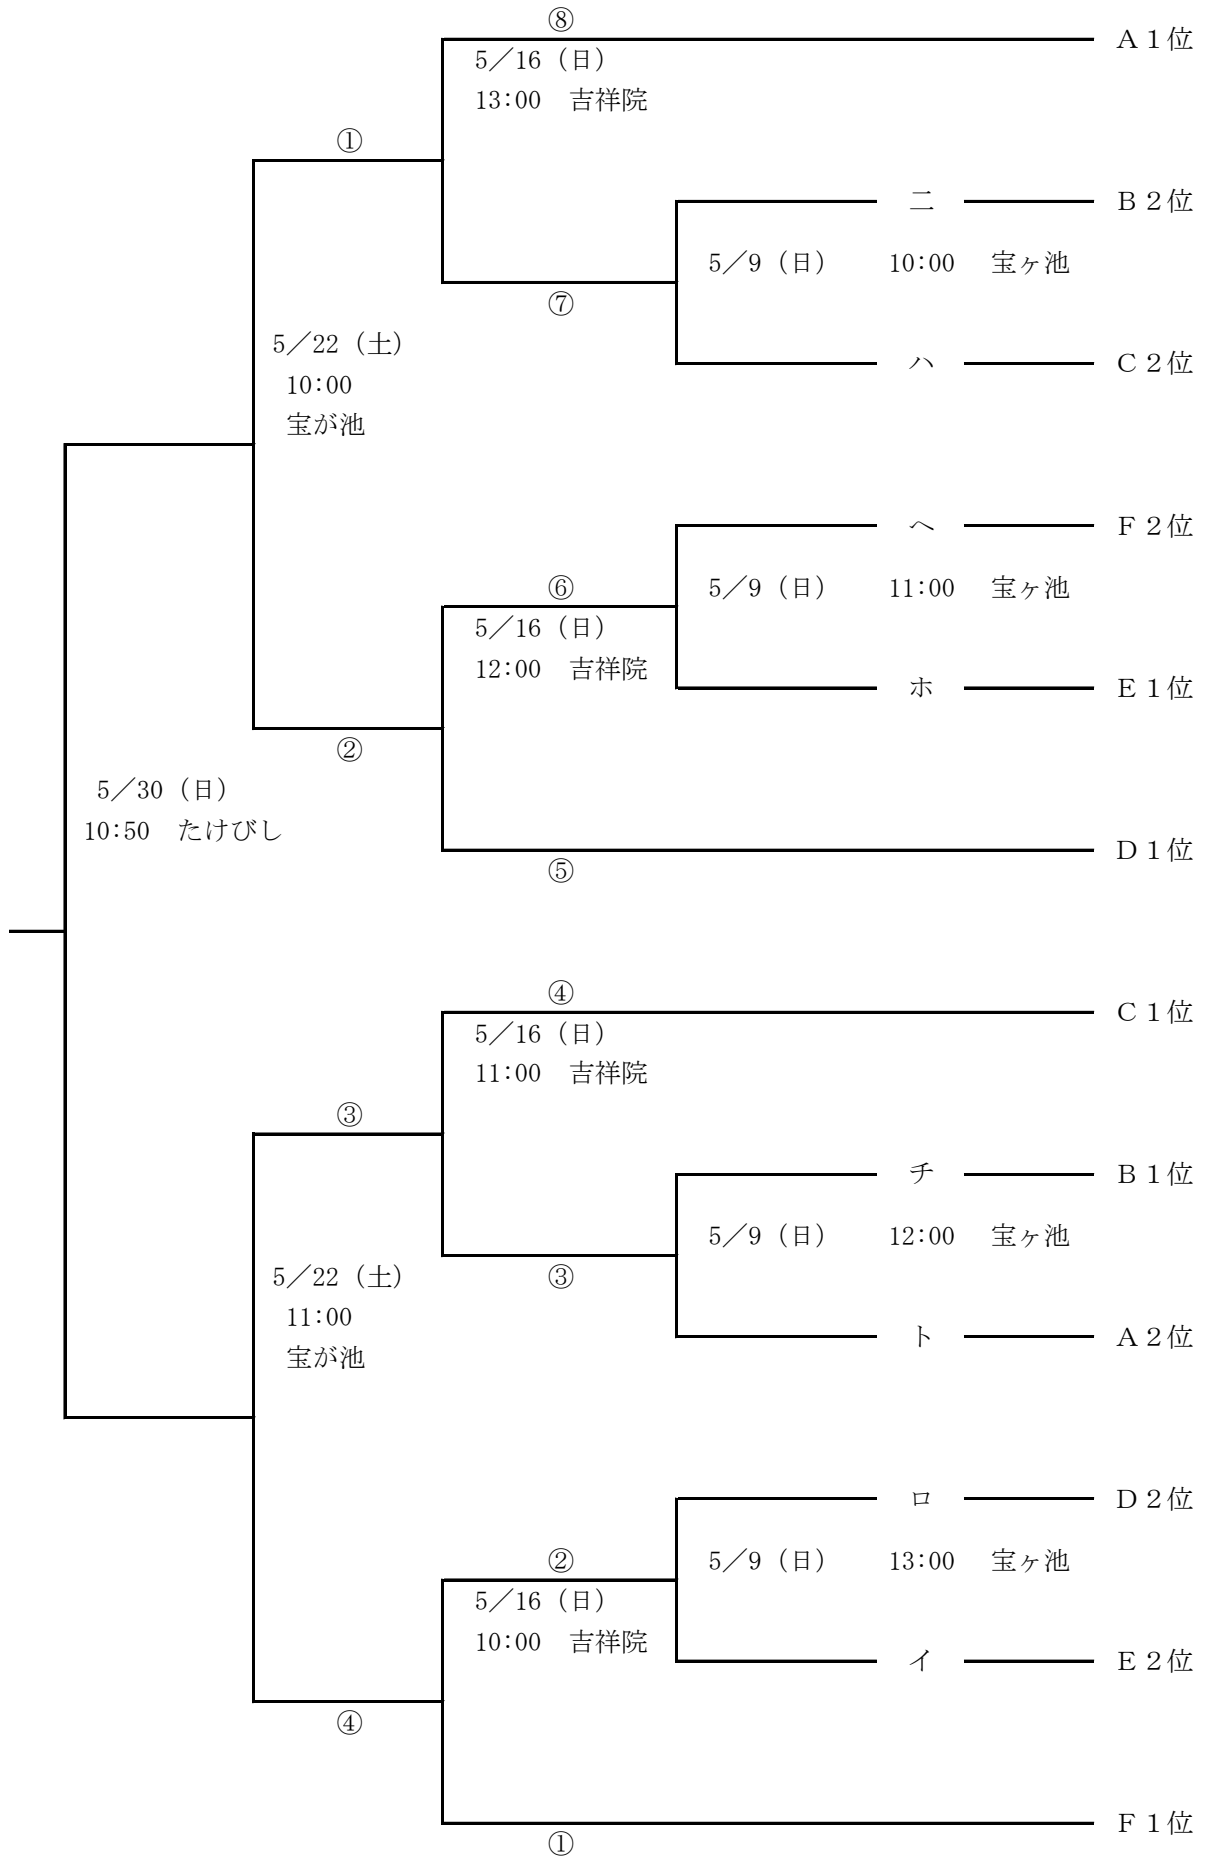 ⑧
Ａ１位
5／16（日）
13:00　吉祥院
①
ニ
Ｂ２位
5／9（日）　10:00　宝ヶ池
⑦
5／22（土）
10:00
宝が池
ハ
Ｃ２位
ヘ
Ｆ２位
⑥
5／9（日）　11:00　宝ヶ池
5／16（日）
12:00　吉祥院
ホ
Ｅ１位
②
5／30（日）
10:50　たけびし
Ｄ１位
⑤
④
Ｃ１位
5／16（日）
11:00　吉祥院
③
チ
Ｂ１位
5／9（日）　12:00　宝ヶ池
③
5／22（土）
11:00
宝が池
ト
Ａ２位
ロ
Ｄ２位
②
5／9（日）　13:00　宝ヶ池
5／16（日）
10:00　吉祥院
イ
Ｅ２位
④
Ｆ１位
①